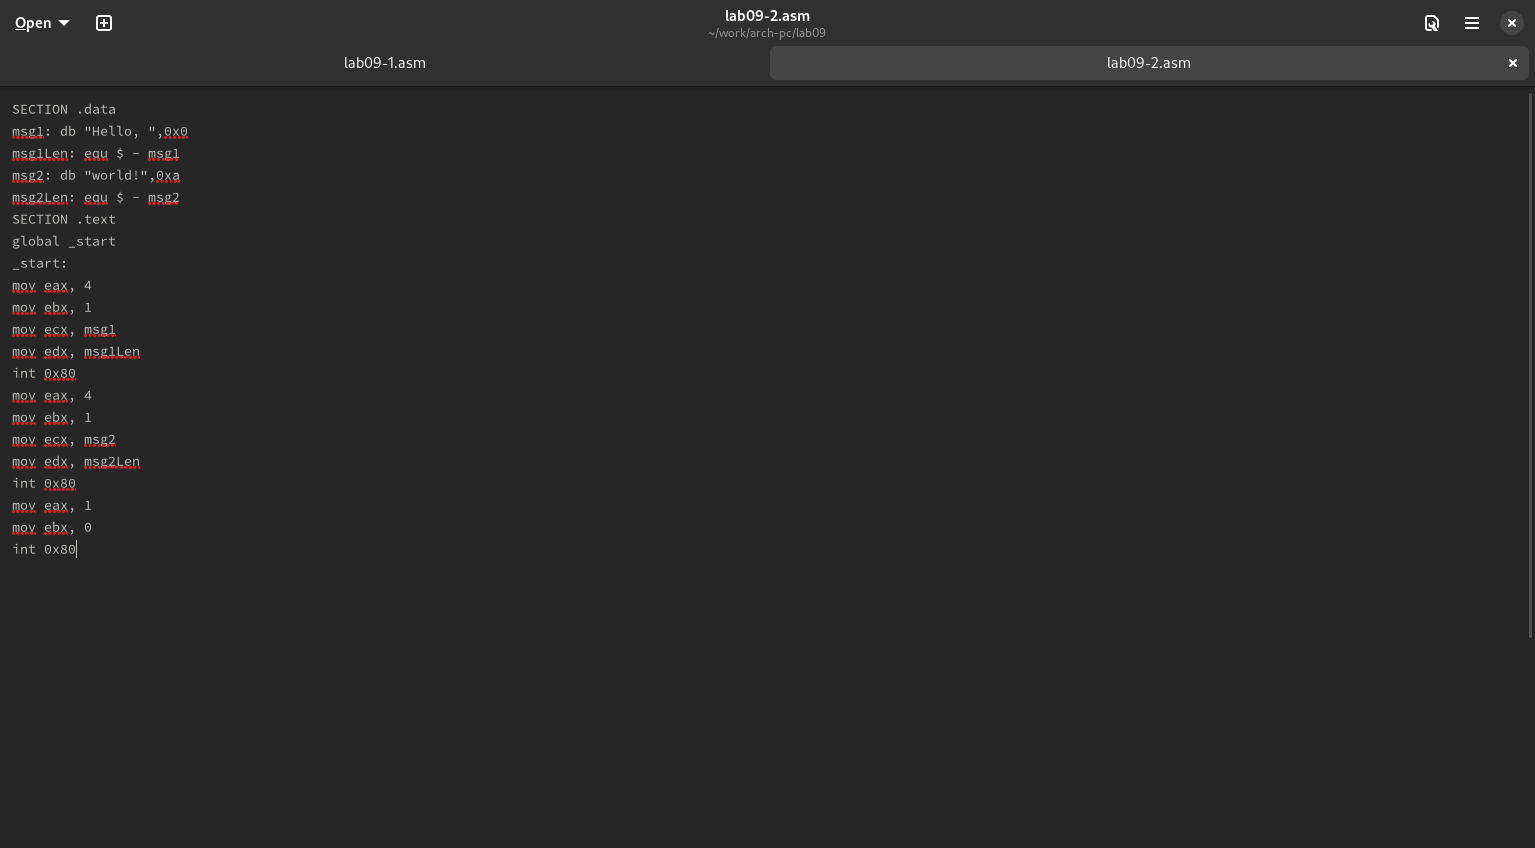 Open
lab09-2.asm
~/work/arch-pc/lab09
lab09-1.asm
lab09-2.asm
SECTION .data
msg1: db "Hello, ",0x0
msg1Len: equ $ - msg1
msg2: db "world!",0xa
msg2Len: equ $ - msg2
SECTION .text
global _start
_start:
mov eax, 4
mov ebx, 1
mov ecx, msg1
mov edx, msg1Len
int 0x80
mov eax, 4
mov ebx, 1
mov ecx, msg2
mov edx, msg2Len
int 0x80
mov eax, 1
mov ebx, 0
int 0x80